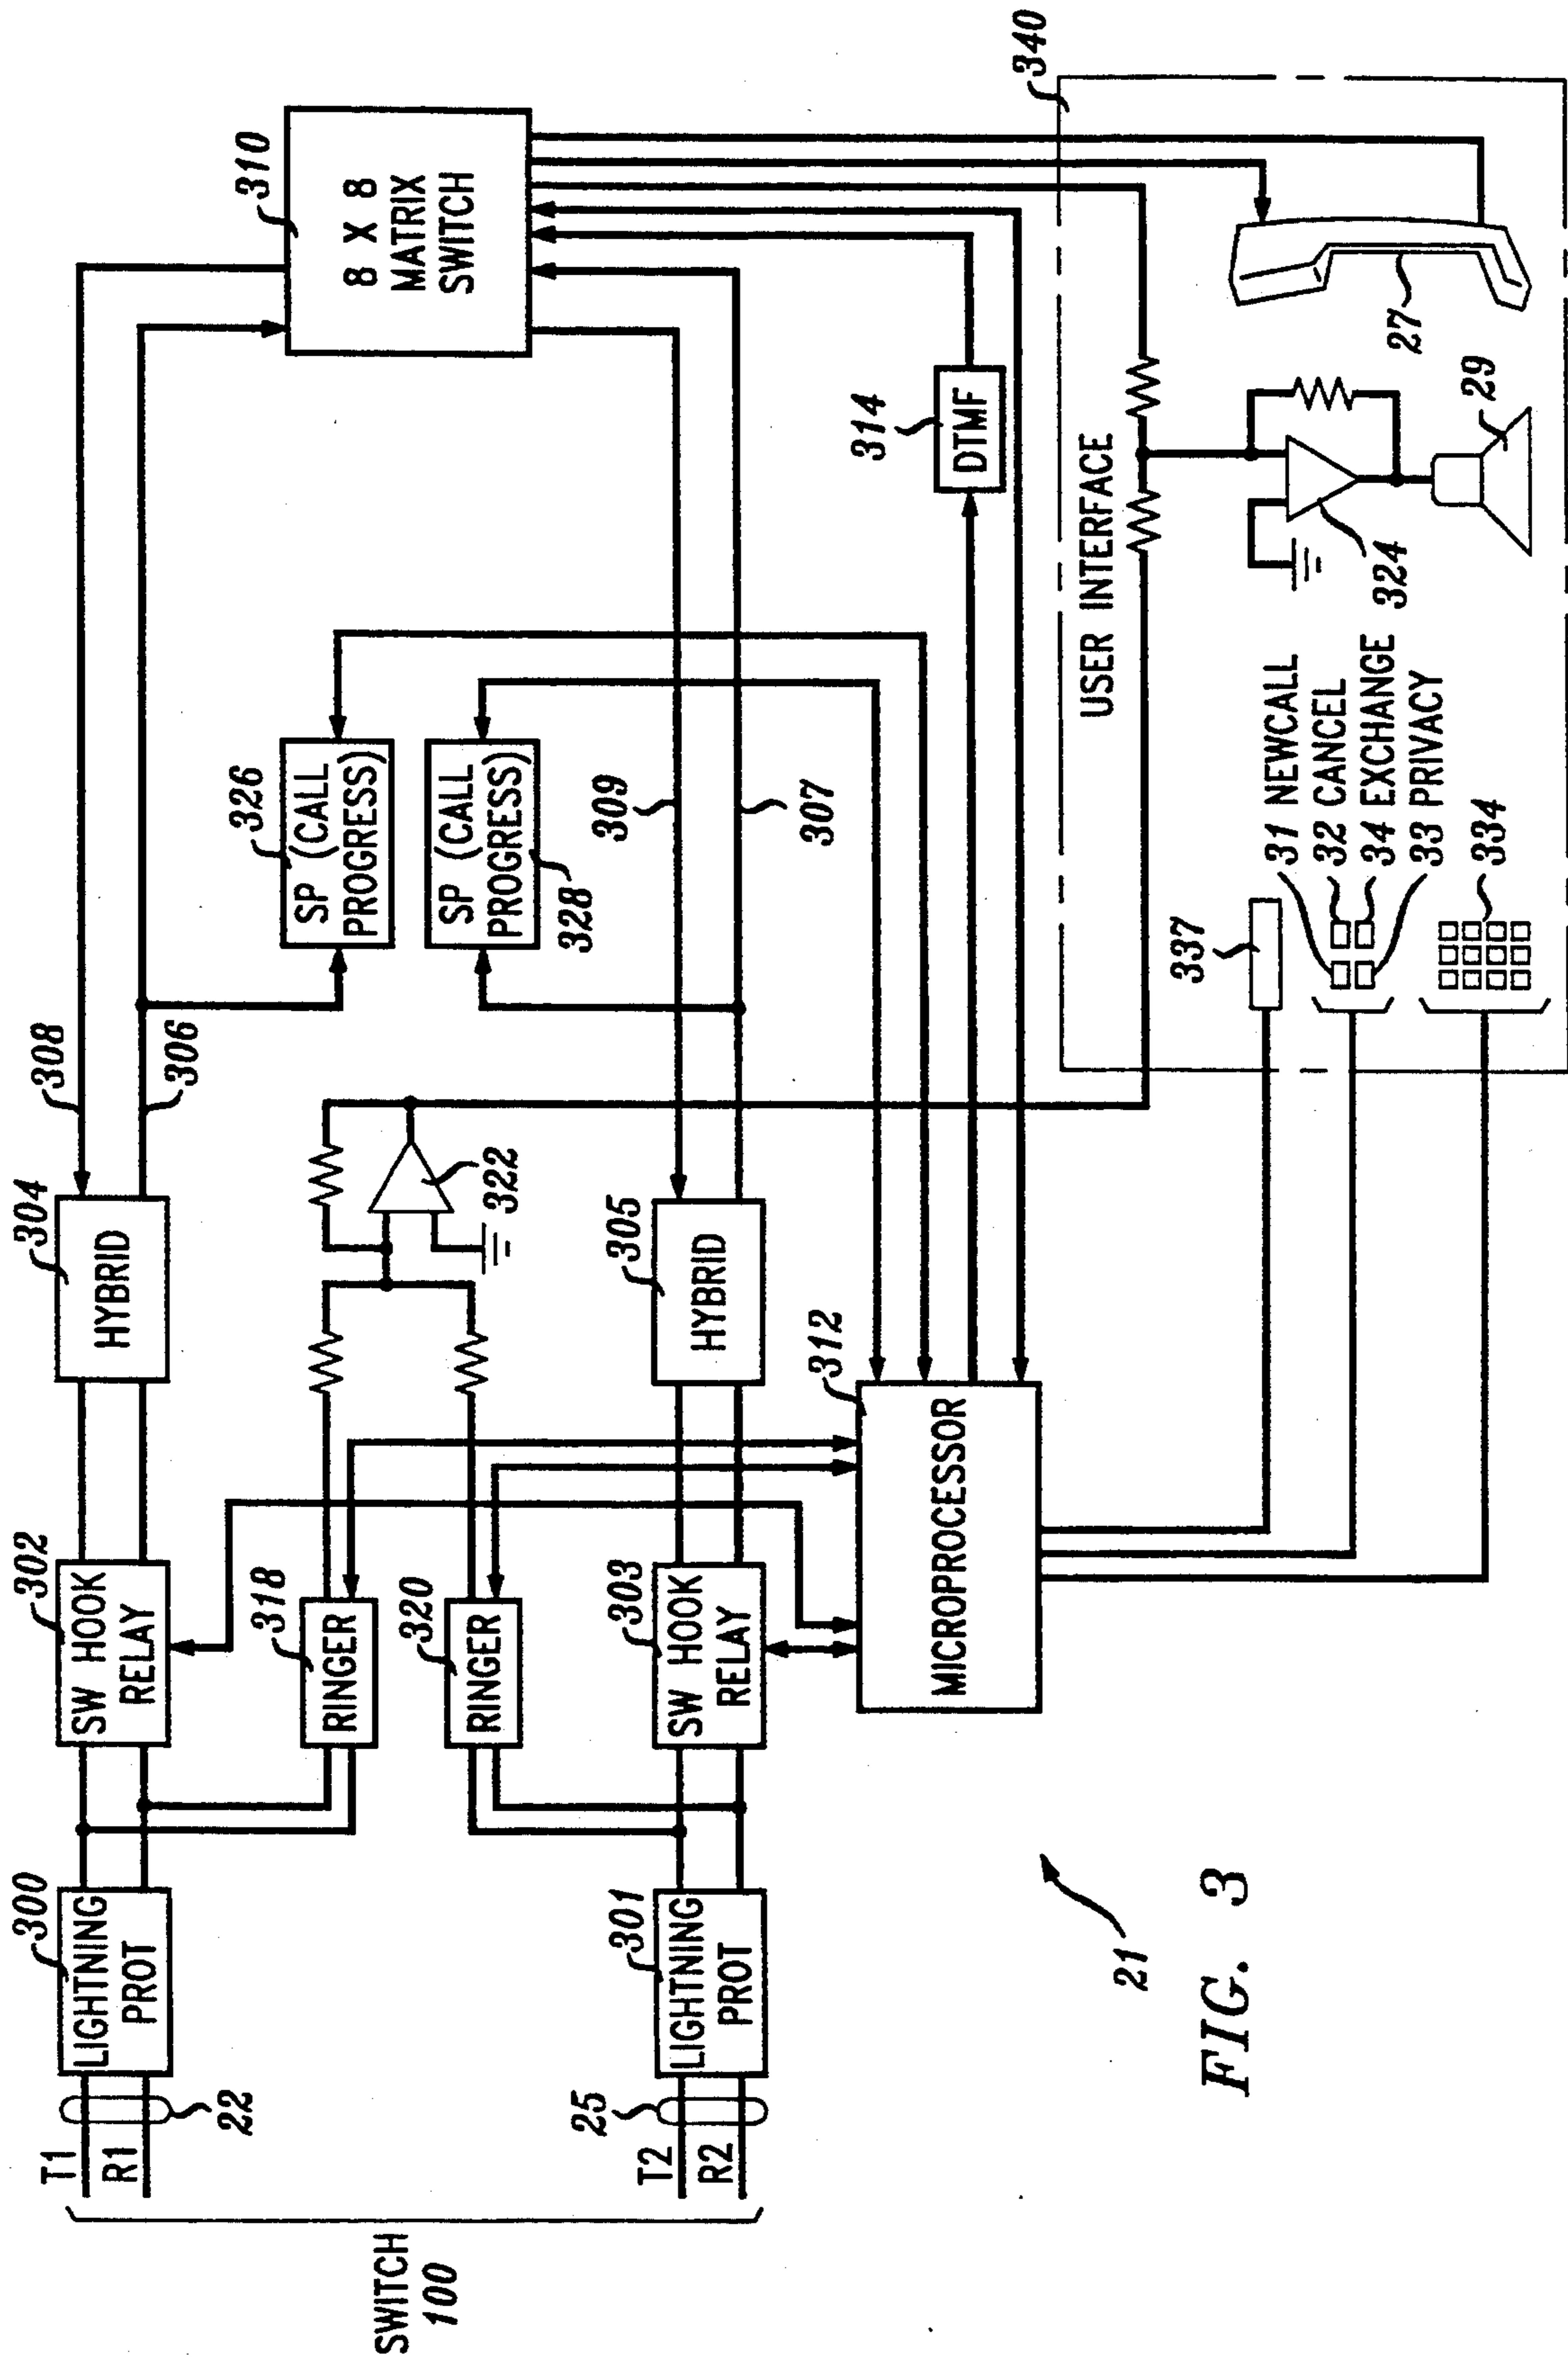 SWITCH
100
T1
R1
22
300
LIGHTNING
PROT
302
SW HOOK
RELAY
304
HYBRID
308
306
310
8 X 8
MATRIX
SWITCH
318
RINGER
320
RINGER
322
326
SP (CALL
PROGRESS)
SP (CALL
PROGRESS)
328
T2
R2
25
301
LIGHTNING
PROT
303
SW HOOK
RELAY
305
HYBRID
309
307
312
MICROPROCESSOR
314
DTMF
340
USER INTERFACE
337
31 NEWCALL
32 CANCEL
34 EXCHANGE
33 PRIVACY
334
324
29
27
21
FIG. 3